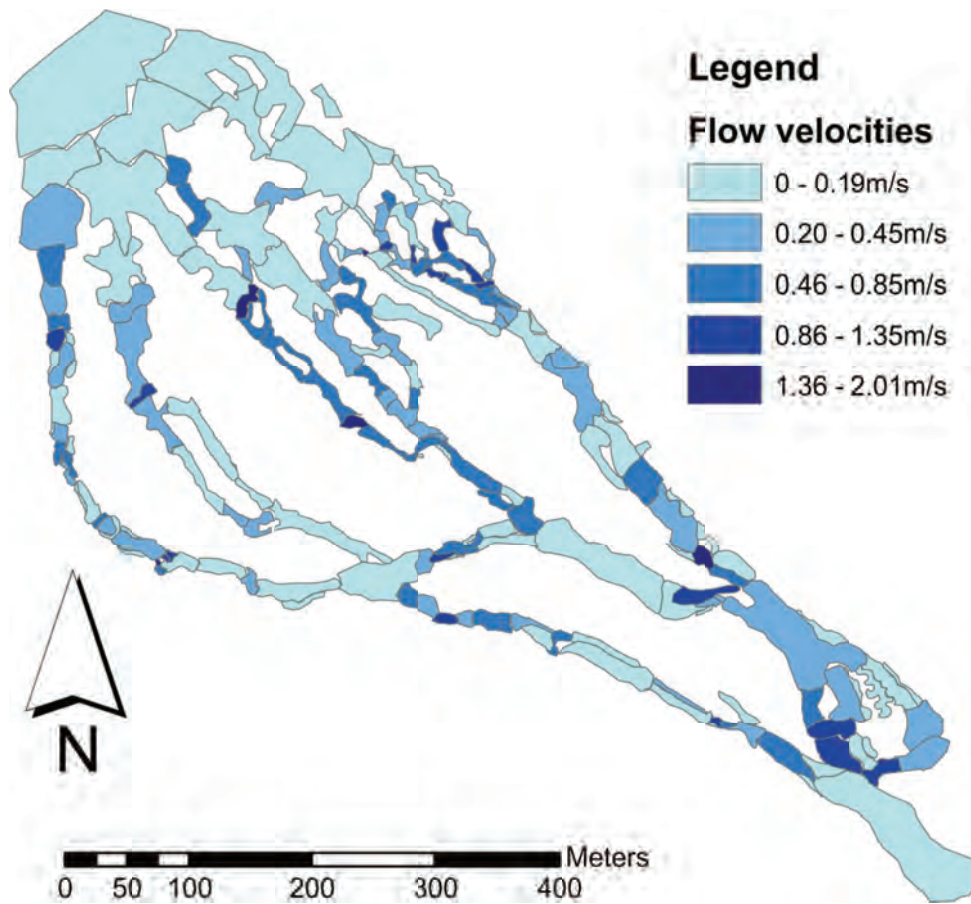 Legend
Flow velocities
0 - 0.19m/s
0.20 - 0.45m/s
0.46 - 0.85m/s
0.86 - 1.35m/s
1.36 - 2.01m/s
N
Meters
0 50 100 200 300 400